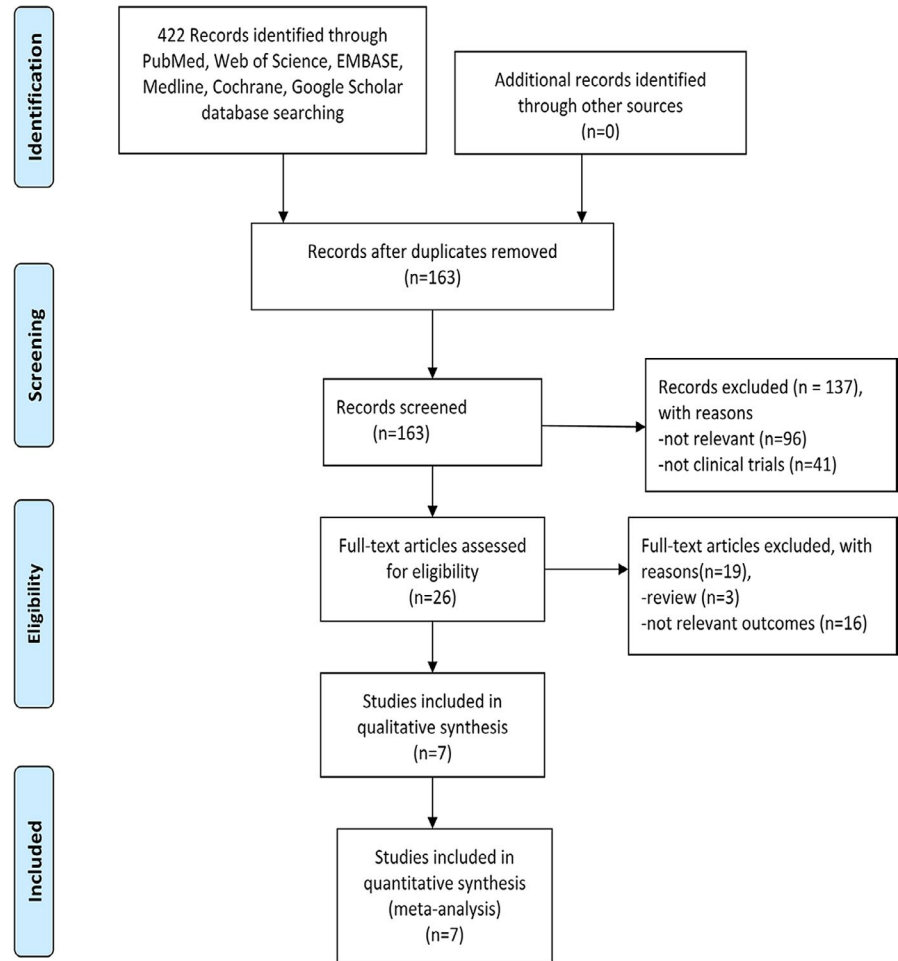 Identification
422 Records identified through
PubMed, Web of Science, EMBASE,
Medline, Cochrane, Google Scholar
database searching
Additional records identified
through other sources
(n=0)
Records after duplicates removed
(n=163)
Screening
Records screened
(n=163)
Records excluded (n = 137),
with reasons
-not relevant (n=96)
-not clinical trials (n=41)
Eligibility
Full-text articles assessed
for eligibility
(n=26)
Full-text articles excluded, with
reasons(n=19),
-review (n=3)
-not relevant outcomes (n=16)
Studies included in
qualitative synthesis
(n=7)
Included
Studies included in
quantitative synthesis
(meta-analysis)
(n=7)